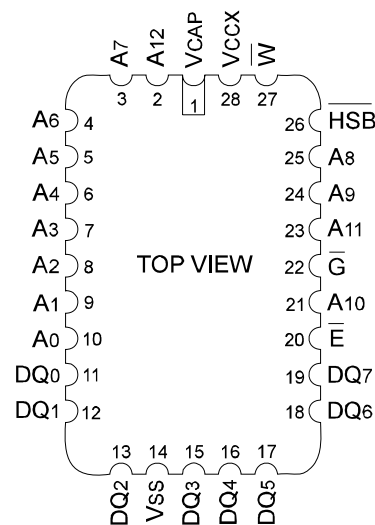 A7 A12 VCAP VCCX W̅
3 2 1 28 27
A6 4 26 H̅S̅B̅
A5 5 25 A8
A4 6 24 A9
A3 7 23 A11
A2 8 TOP VIEW 22 G̅
A1 9 21 A10
A0 10 20 E̅
DQ0 11 19 DQ7
DQ1 12 18 DQ6
13 14 15 16 17
DQ2 VSS DQ3 DQ4 DQ5